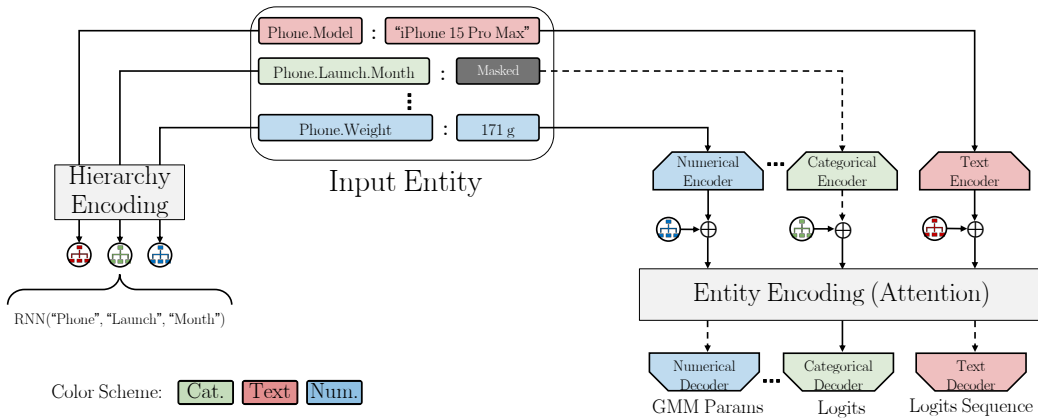 Phone.Model : "iPhone 15 Pro Max"
Phone.Launch.Month : Masked
Phone.Weight : 171 g
Input Entity
Hierarchy
Encoding
Numerical
Encoder
Categorical
Encoder
Text
Encoder
RNN("Phone", "Launch", "Month")
Entity Encoding (Attention)
Numerical
Decoder
Categorical
Decoder
Text
Decoder
GMM Params
Logits
Logits Sequence
Color Scheme: Cat. Text Num.